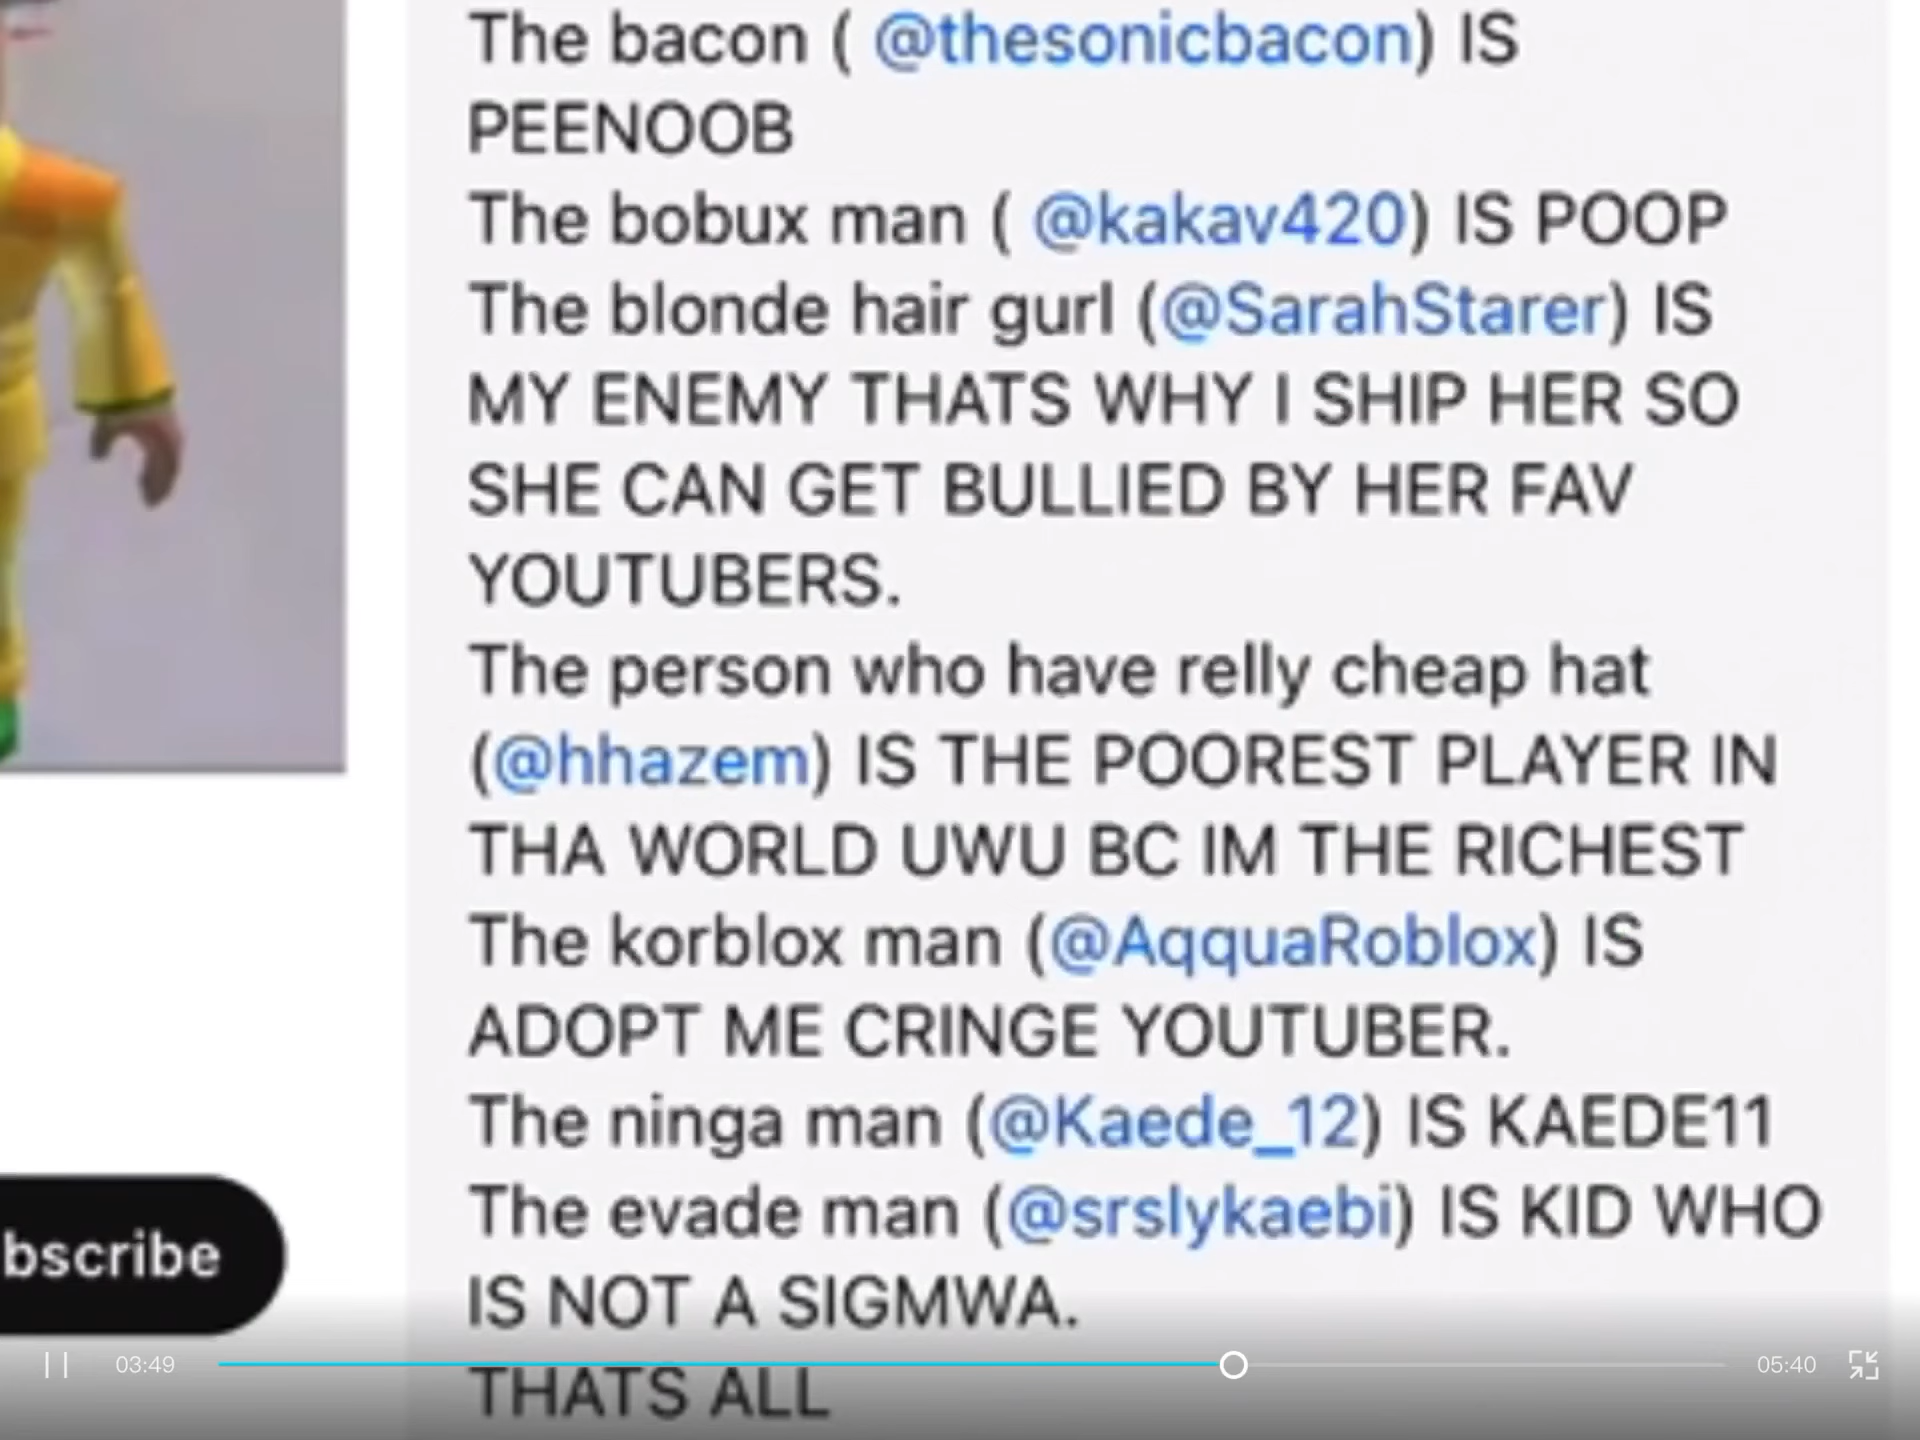 The bacon ( @thesonicbacon) IS
PEENOOB
The bobux man ( @kakav420) IS POOP
The blonde hair gurl (@SarahStarer) IS
MY ENEMY THATS WHY I SHIP HER SO
SHE CAN GET BULLIED BY HER FAV
YOUTUBERS.
The person who have relly cheap hat
(@hhazem) IS THE POOREST PLAYER IN
THA WORLD UWU BC IM THE RICHEST
The korblox man (@AqquaRoblox) IS
ADOPT ME CRINGE YOUTUBER.
The ninga man (@Kaede_12) IS KAEDE11
The evade man (@srslykaebi) IS KID WHO
IS NOT A SIGMWA.
THATS ALL
bscribe
03:49
05:40